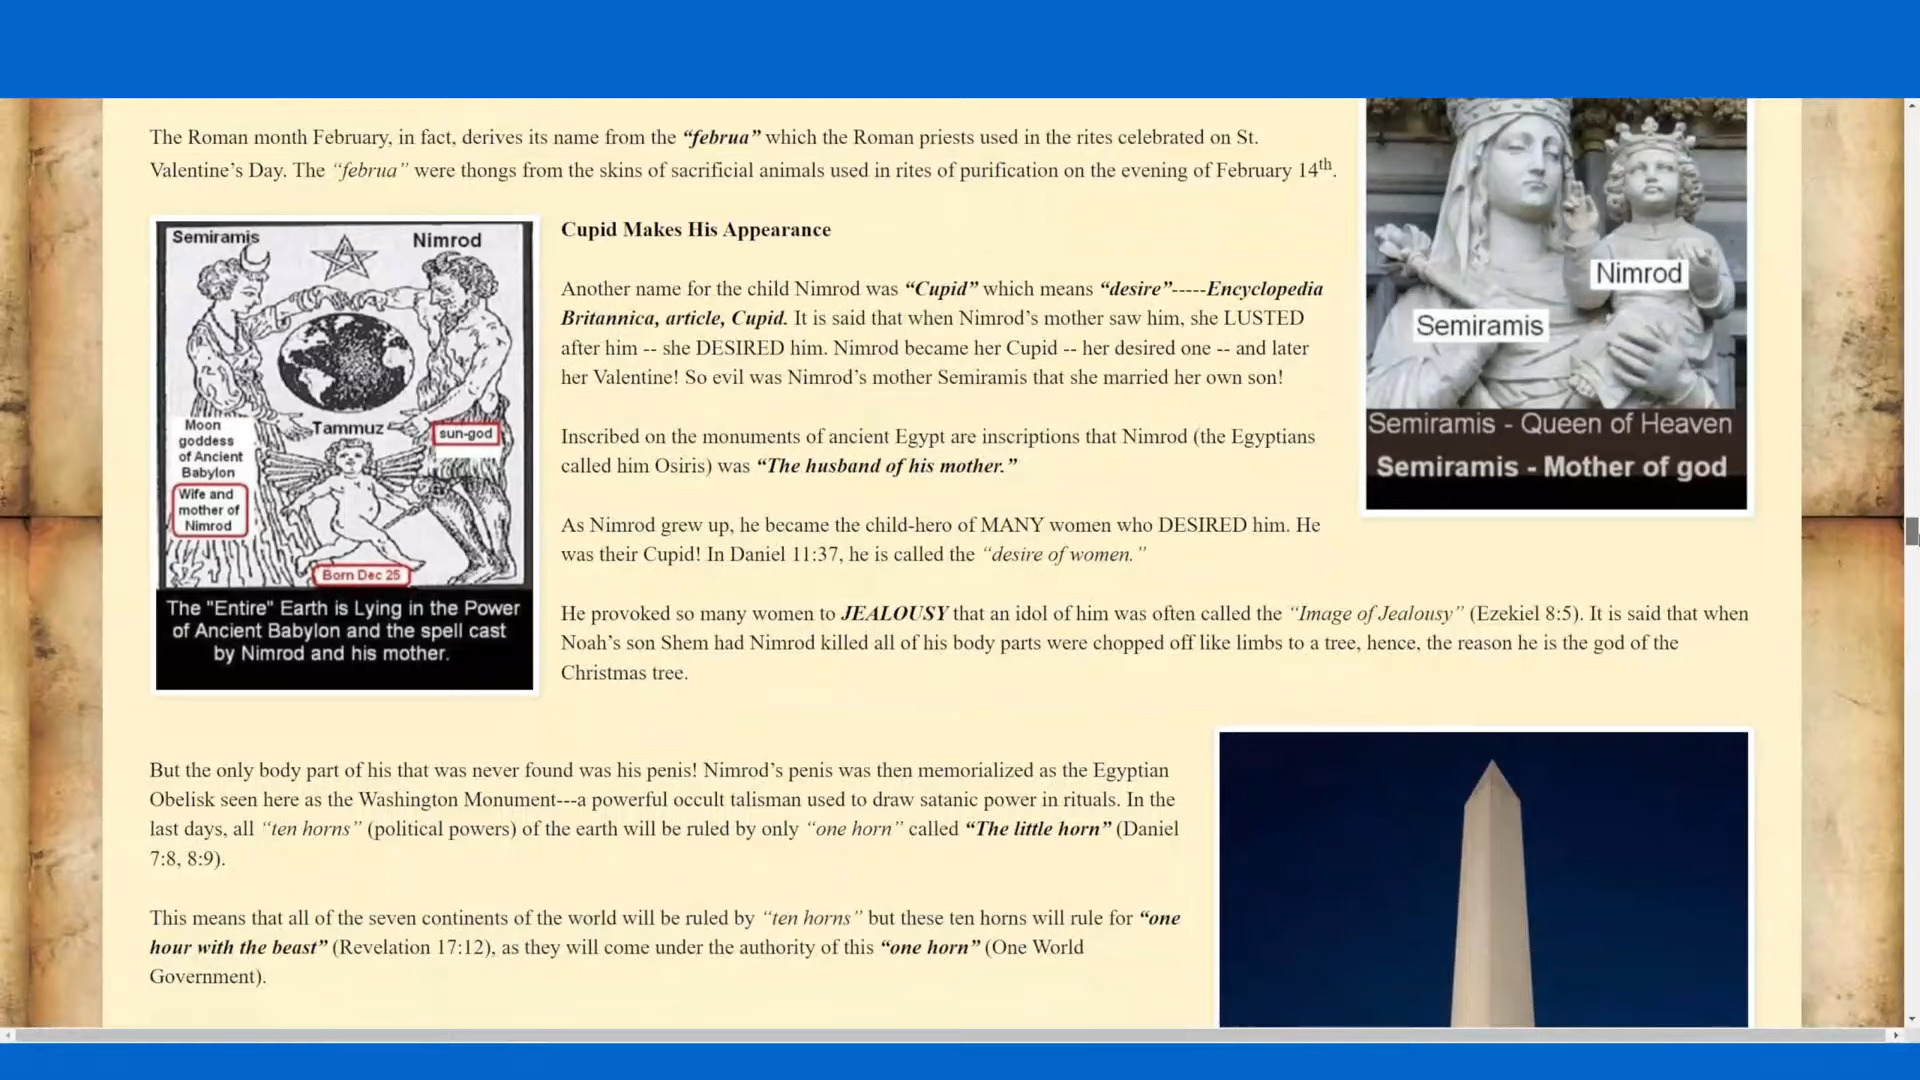 The Roman month February, in fact, derives its name from the “februa” which the Roman priests used in the rites celebrated on St.
Valentine’s Day. The “februa” were thongs from the skins of sacrificial animals used in rites of purification on the evening of February 14th.
Semiramis
Nimrod
Tammuz
Moon
goddess
of Ancient
Babylon
sun-god
Wife and
mother of
Nimrod
Born Dec 25
The "Entire" Earth is Lying in the Power
of Ancient Babylon and the spell cast
by Nimrod and his mother.
Cupid Makes His Appearance
Another name for the child Nimrod was “Cupid” which means “desire”-----Encyclopedia
Britannica, article, Cupid. It is said that when Nimrod’s mother saw him, she LUSTED
after him -- she DESIRED him. Nimrod became her Cupid -- her desired one -- and later
her Valentine! So evil was Nimrod’s mother Semiramis that she married her own son!
Inscribed on the monuments of ancient Egypt are inscriptions that Nimrod (the Egyptians
called him Osiris) was “The husband of his mother.”
As Nimrod grew up, he became the child-hero of MANY women who DESIRED him. He
was their Cupid! In Daniel 11:37, he is called the “desire of women.”
He provoked so many women to JEALOUSY that an idol of him was often called the “Image of Jealousy” (Ezekiel 8:5). It is said that when
Noah’s son Shem had Nimrod killed all of his body parts were chopped off like limbs to a tree, hence, the reason he is the god of the
Christmas tree.
Nimrod
Semiramis
Semiramis - Queen of Heaven
Semiramis - Mother of god
But the only body part of his that was never found was his penis! Nimrod’s penis was then memorialized as the Egyptian
Obelisk seen here as the Washington Monument---a powerful occult talisman used to draw satanic power in rituals. In the
last days, all “ten horns” (political powers) of the earth will be ruled by only “one horn” called “The little horn” (Daniel
7:8, 8:9).
This means that all of the seven continents of the world will be ruled by “ten horns” but these ten horns will rule for “one
hour with the beast” (Revelation 17:12), as they will come under the authority of this “one horn” (One World
Government).